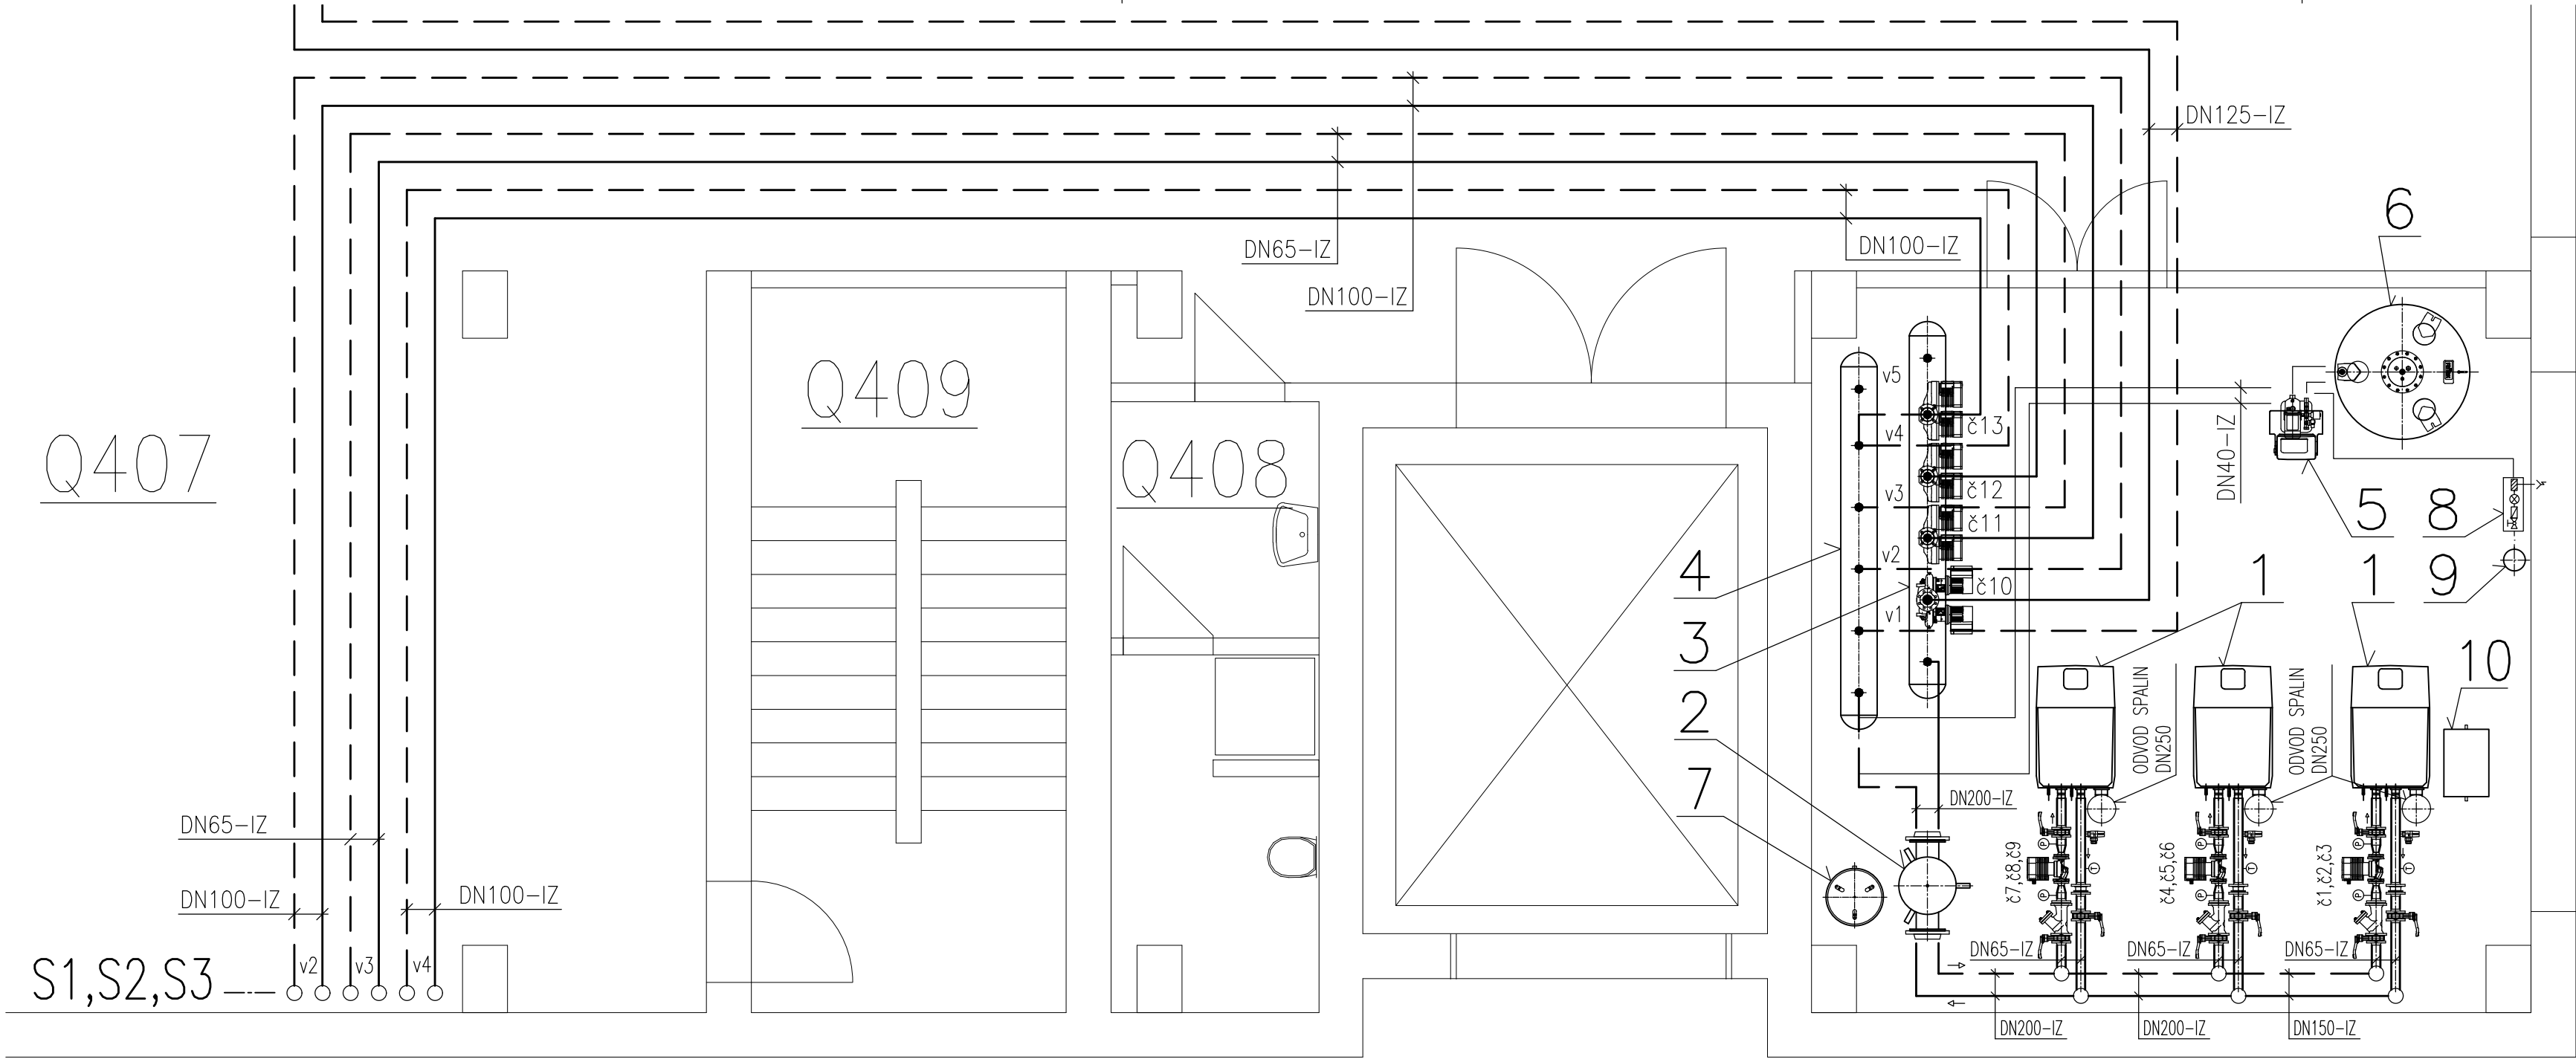 DN125-IZ
6
DN65-IZ
DN100-IZ
DN100-IZ
Q409
v5
Q407
Q408
v4
č13
DN40-IZ
v3
č12
č11
5
8
4
v2
č10
1
1
9
v1
3
10
2
ODVOD SPALIN
DN250
ODVOD SPALIN
DN250
7
DN200-IZ
DN65-IZ
č7,č8,č9
č4,č5,č6
č1,č2,č3
P
T
P
T
P
T
P
P
P
DN100-IZ
DN100-IZ
DN65-IZ
DN65-IZ
DN65-IZ
S1,S2,S3
v2
v3
v4
DN200-IZ
DN200-IZ
DN150-IZ